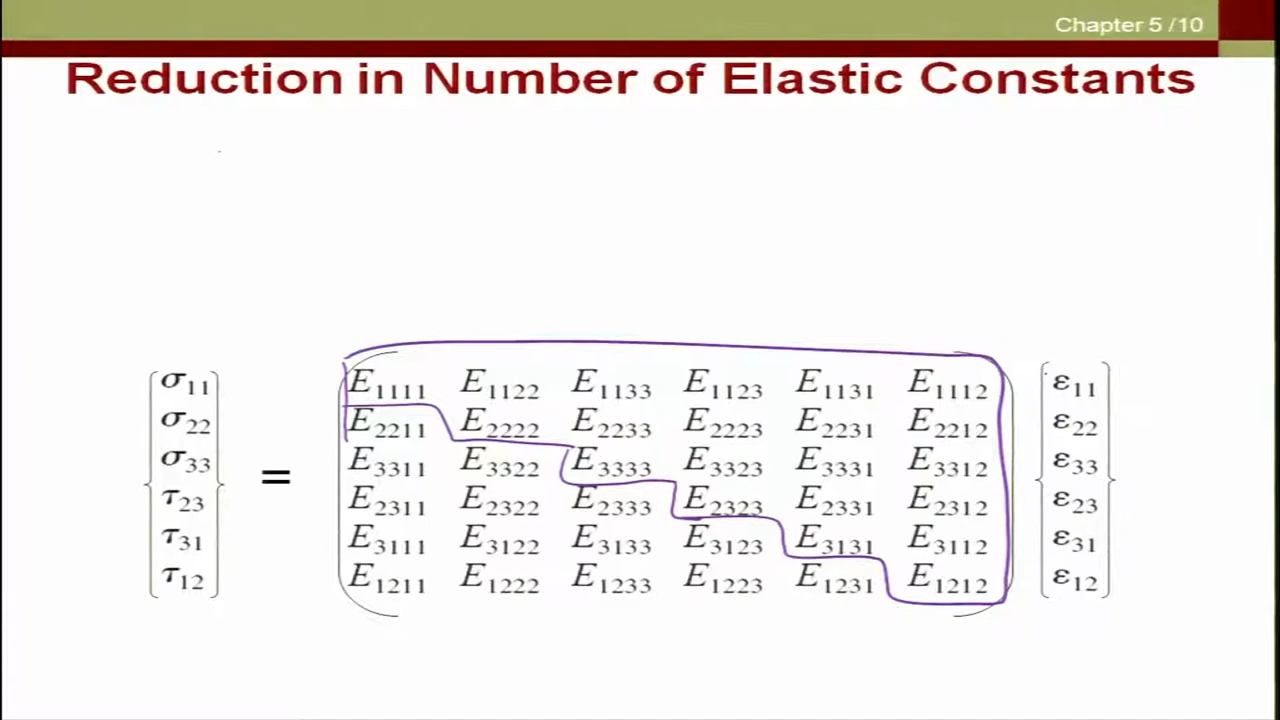 Chapter 5 /10
Reduction in Number of Elastic Constants
σ11 E1111 E1122 E1133 E1123 E1131 E1112 ε11
σ22 E2211 E2222 E2233 E2223 E2231 E2212 ε22
σ33 E3311 E3322 E3333 E3323 E3331 E3312 ε33
=
τ23 E2311 E2322 E2333 E2323 E2331 E2312 ε23
τ31 E3111 E3122 E3133 E3123 E3131 E3112 ε31
τ12 E1211 E1222 E1233 E1223 E1231 E1212 ε12